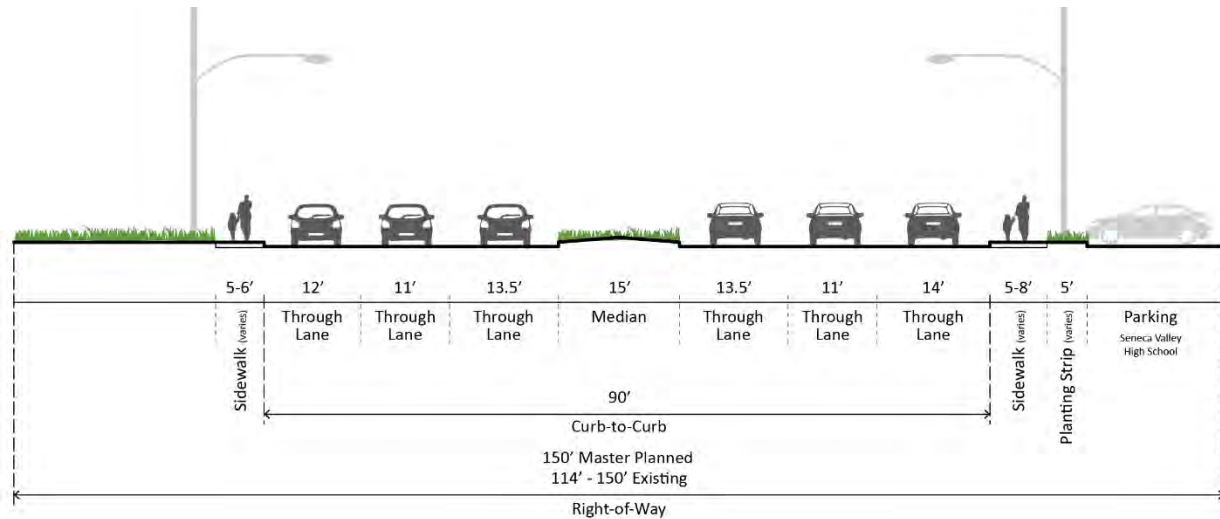 5-6’ 12’ 11’ 13.5’ 15’ 13.5’ 11’ 14’ 5-8’ 5’
Sidewalk (varies)
Through
Lane
Through
Lane
Through
Lane
Median
Through
Lane
Through
Lane
Through
Lane
Sidewalk (varies)
Planting Strip (varies)
Parking
Seneca Valley
High School
90’
Curb-to-Curb
150’ Master Planned
114’ - 150’ Existing
Right-of-Way